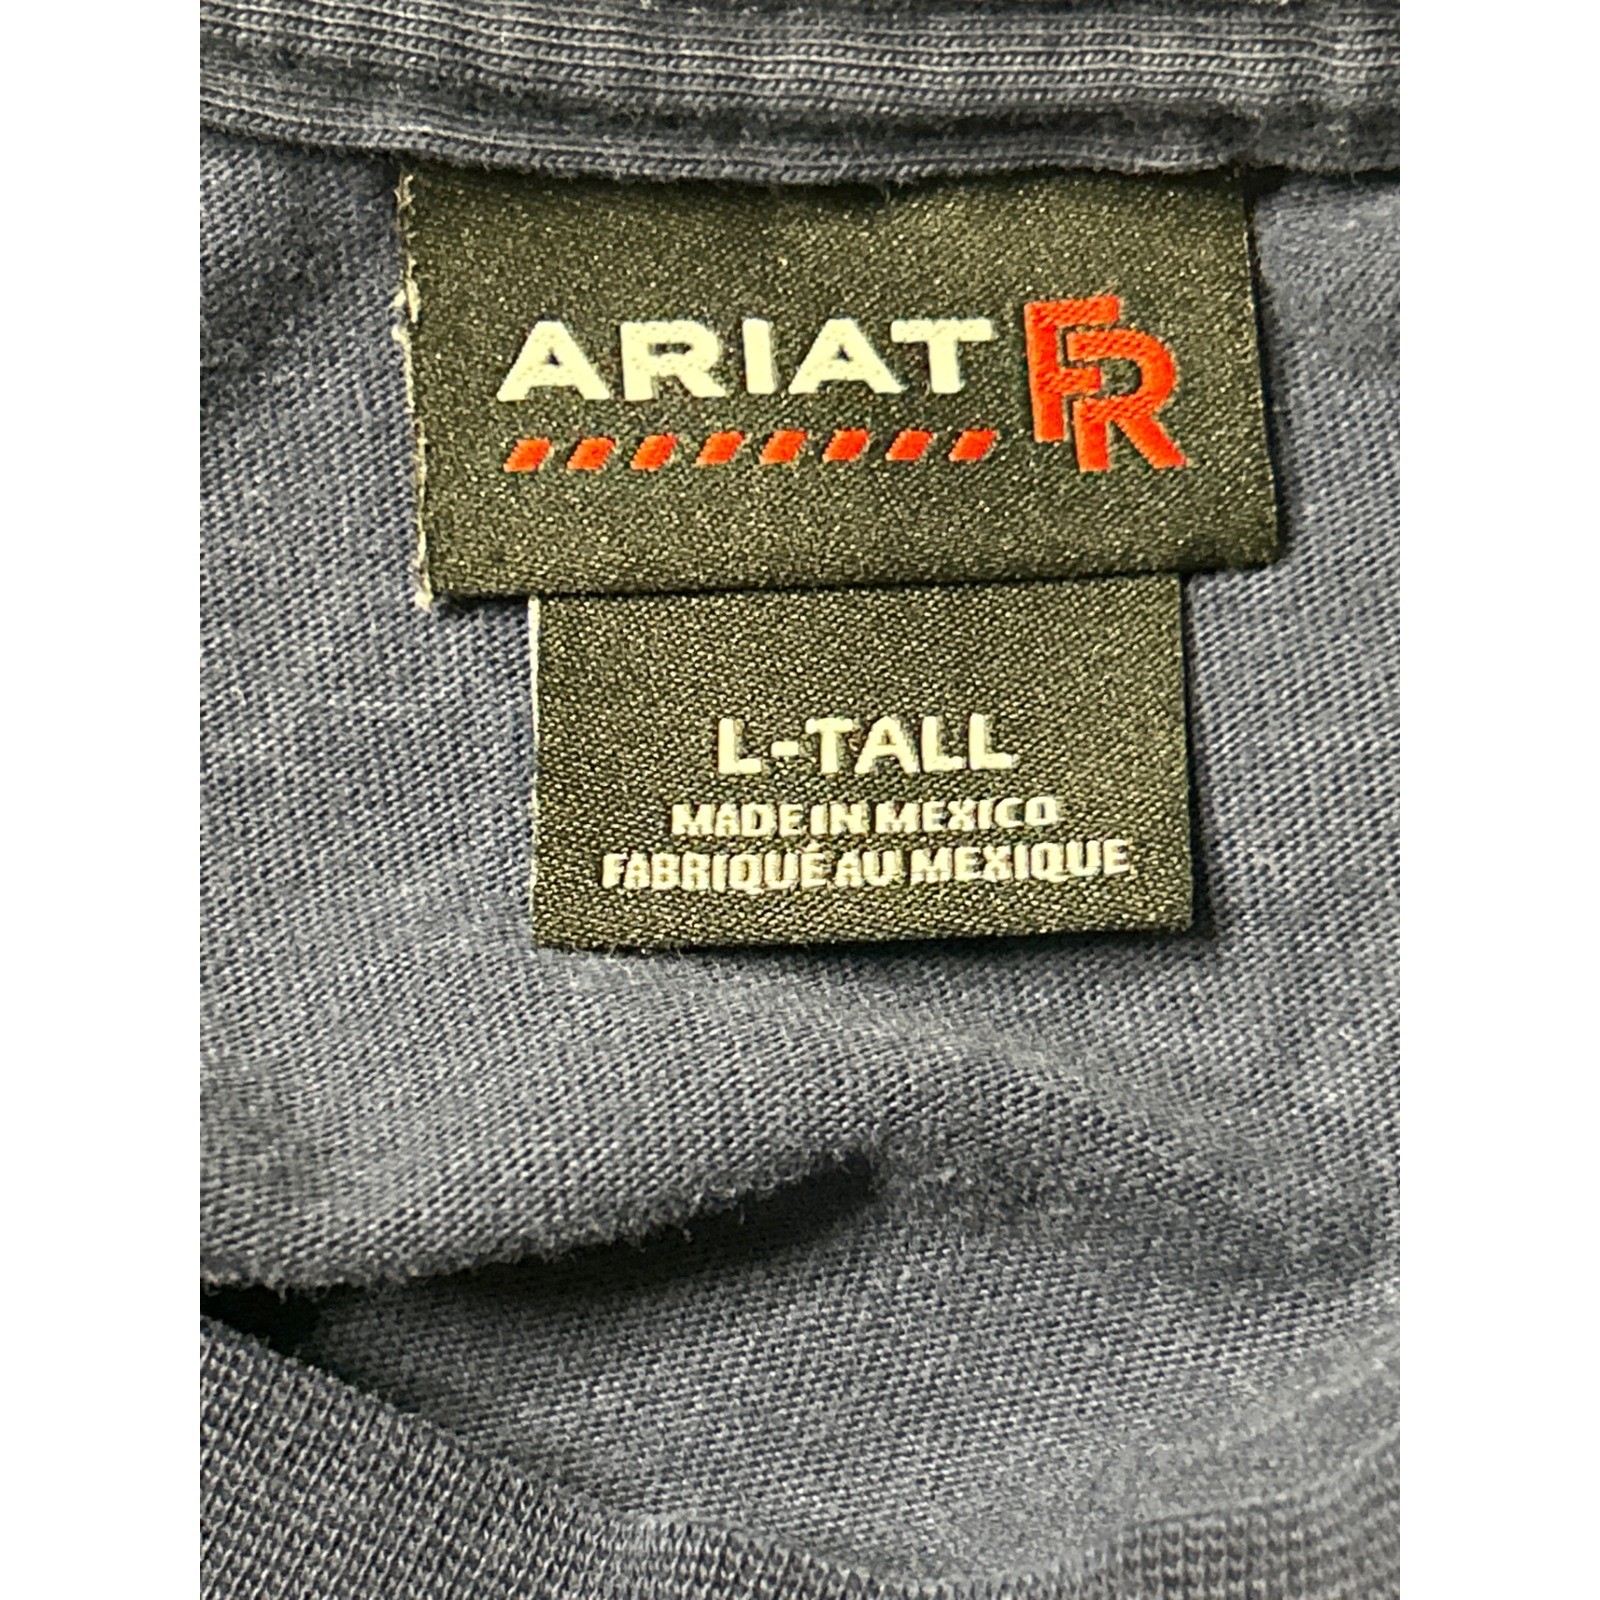 ARIAT FR
L-TALL
MADE IN MEXICO
FABRIQUÉ AU MEXIQUE